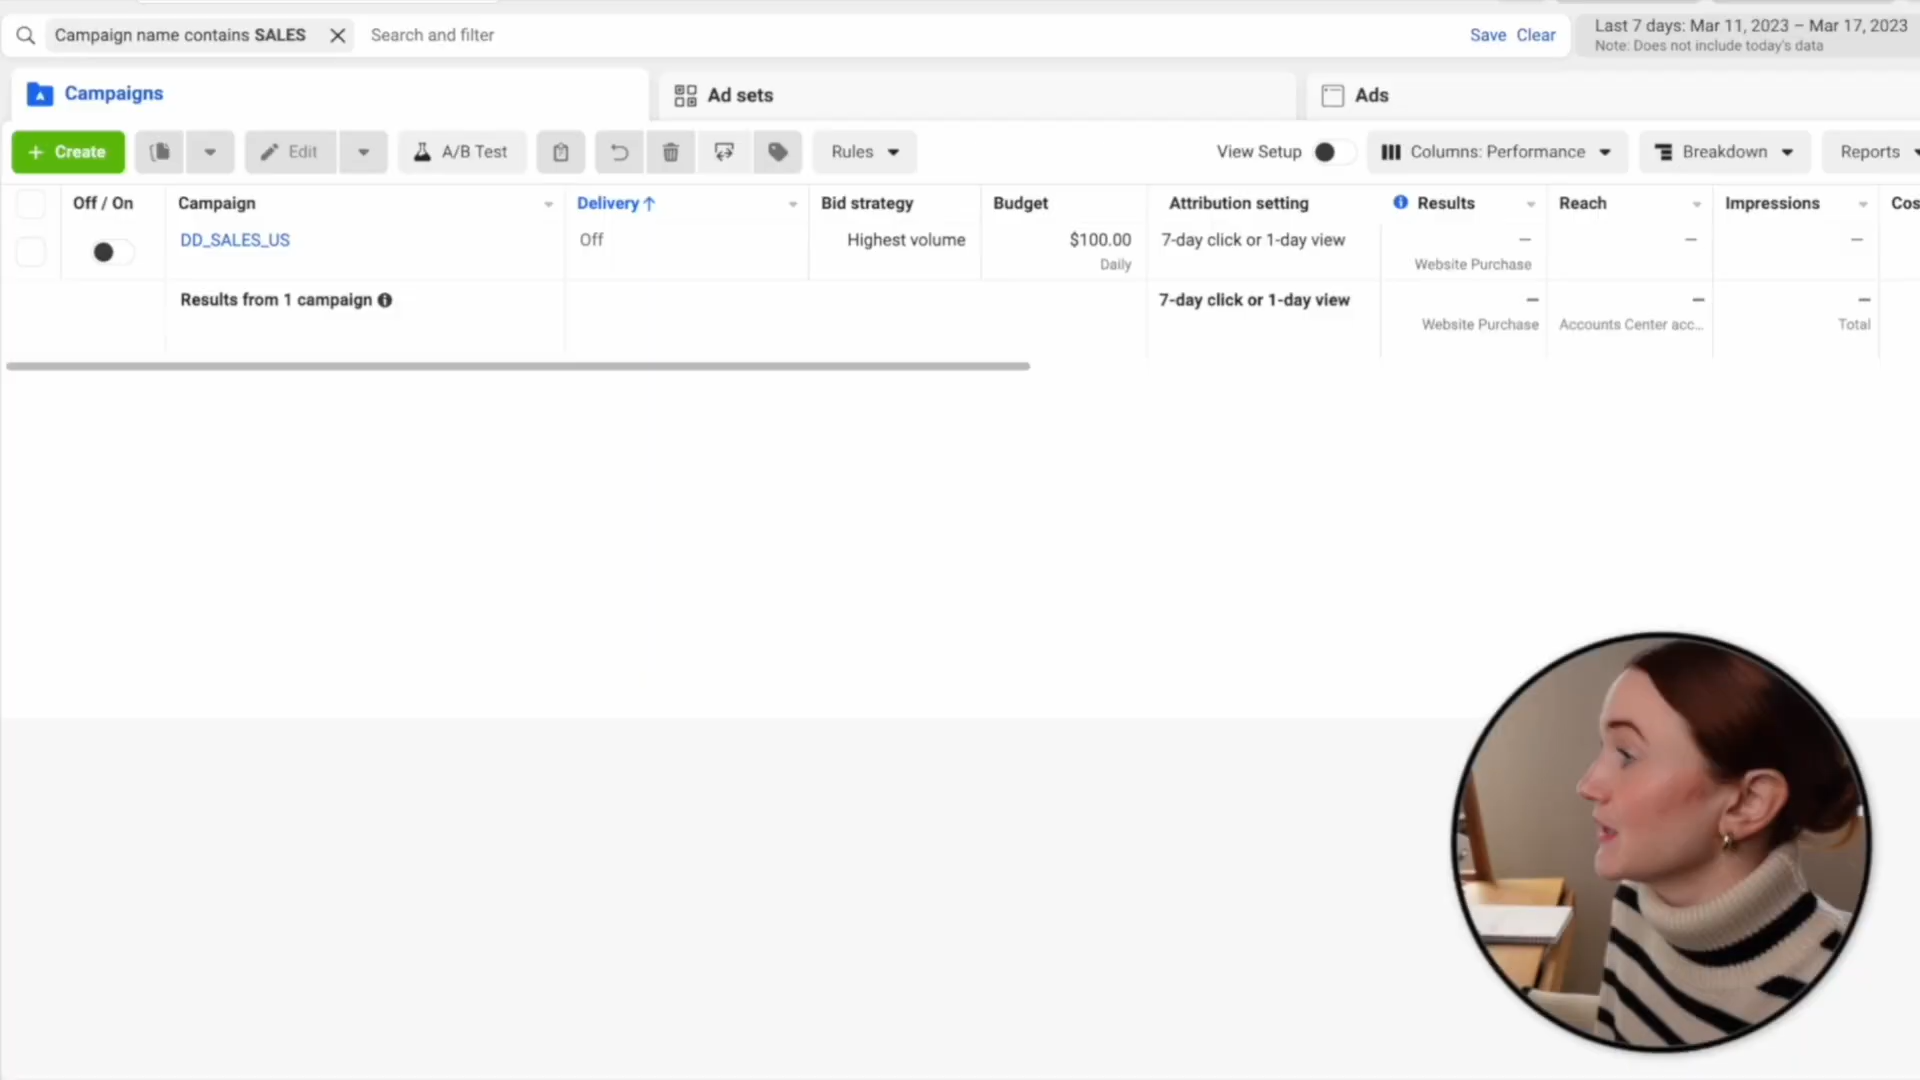 Campaign name contains SALES
Search and filter
Save Clear
Last 7 days: Mar 11, 2023 – Mar 17, 2023
Note: Does not include today's data
Campaigns
Ad sets
Ads
+ Create
Edit
A/B Test
Rules
View Setup
Columns: Performance
Breakdown
Reports
Off / On
Campaign
Delivery ↑
Bid strategy
Budget
Attribution setting
Results
Reach
Impressions
Cos
DD_SALES_US
Off
Highest volume
$100.00
Daily
7-day click or 1-day view
—
Website Purchase
—
—
Results from 1 campaign
7-day click or 1-day view
—
Website Purchase
—
Accounts Center acc...
—
Total